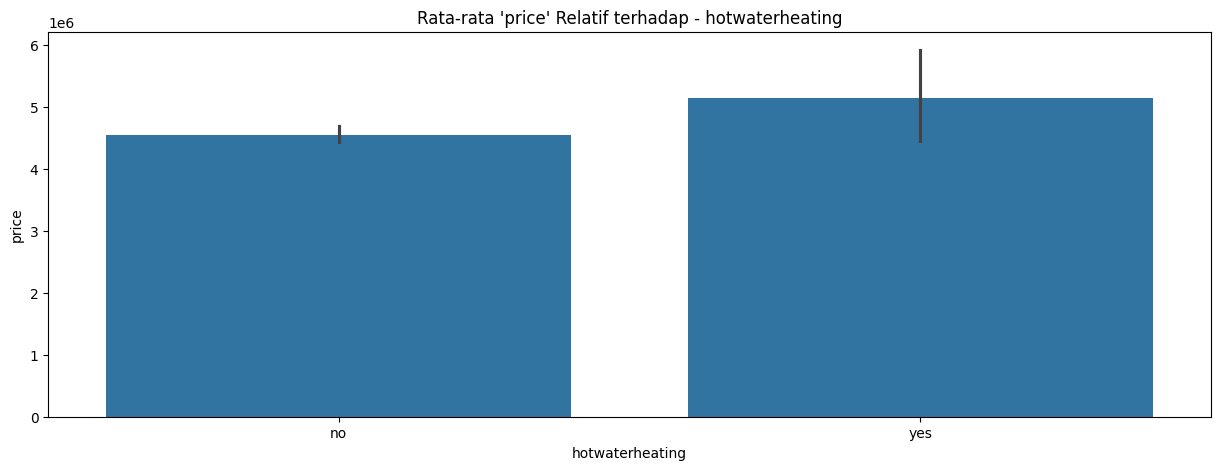 Rata-rata 'price' Relatif terhadap - hotwaterheating
1e6
6
5
4
3
2
1
0
price
no yes
hotwaterheating